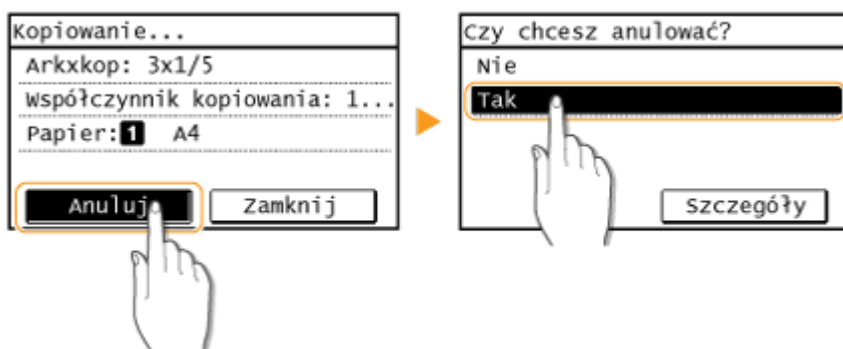 Kopiowanie...
Arkxkop: 3x1/5
Współczynnik kopiowania: 1...
Papier:1 A4
Anuluj
Zamknij
Czy chcesz anulować?
Nie
Tak
Szczegóły